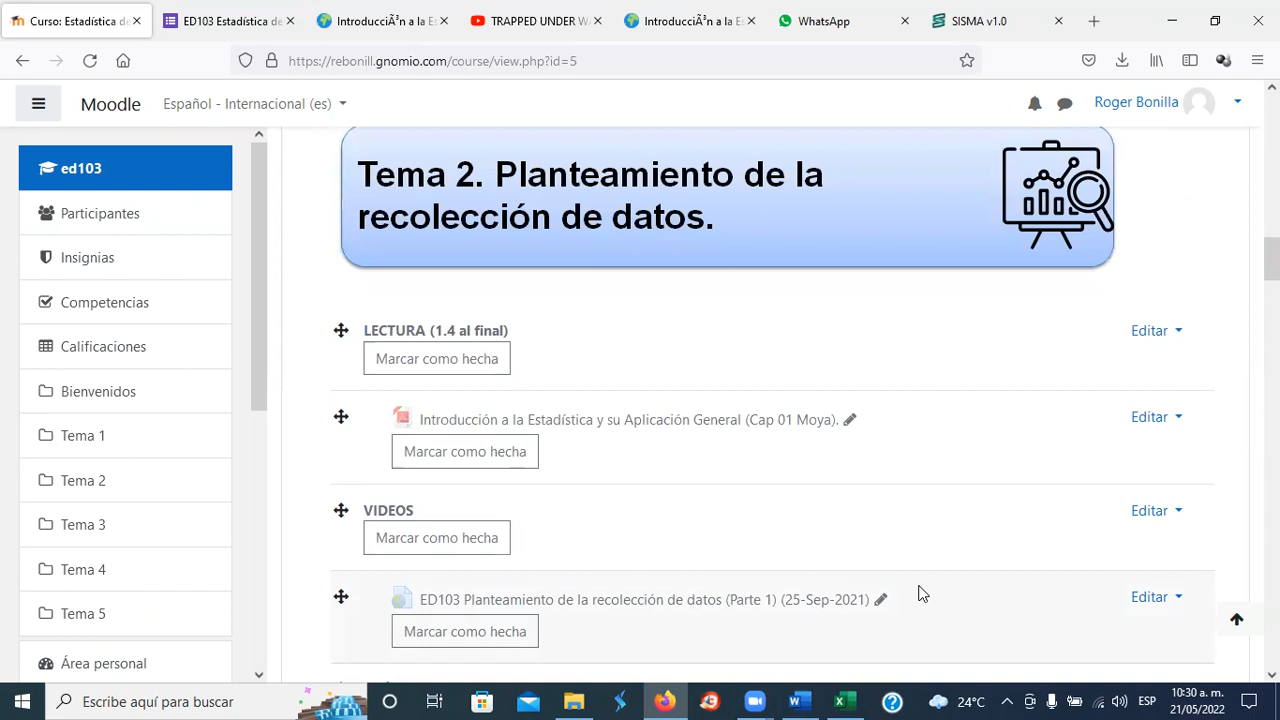 Curso: Estadística de
ED103 Estadística de
IntroducciÃ³n a la Es
TRAPPED UNDER WA
IntroducciÃ³n a la Es
WhatsApp
SISMA v1.0
https://rebonill.gnomio.com/course/view.php?id=5
Moodle
Español - Internacional (es)
Roger Bonilla
ed103
Participantes
Insignias
Competencias
Calificaciones
Bienvenidos
Tema 1
Tema 2
Tema 3
Tema 4
Tema 5
Área personal
Tema 2. Planteamiento de la
recolección de datos.
LECTURA (1.4 al final)
Editar
Marcar como hecha
Introducción a la Estadística y su Aplicación General (Cap 01 Moya).
Editar
Marcar como hecha
VIDEOS
Editar
Marcar como hecha
ED103 Planteamiento de la recolección de datos (Parte 1) (25-Sep-2021)
Editar
Marcar como hecha
Escribe aquí para buscar
24°C
ESP
10:30 a. m.
21/05/2022